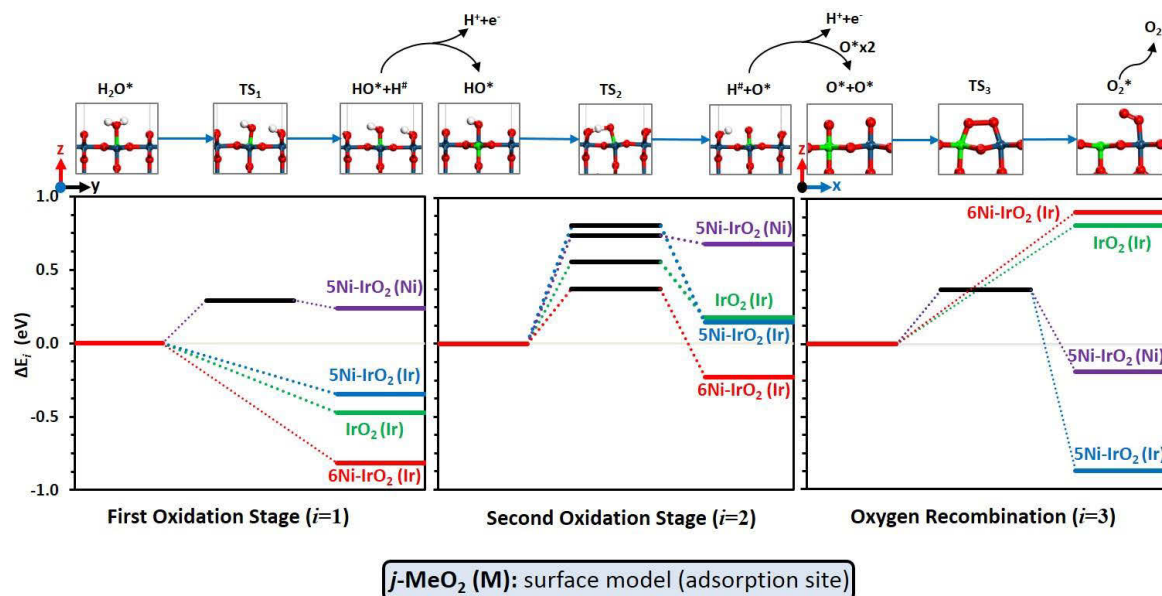 H⁺+e⁻
H⁺+e⁻
O₂
O*x2
H₂O*
TS₁
HO*+H^#
HO*
TS₂
H^#+O*
O*+O*
TS₃
O₂*
z
y
z
x
1.0
0.5
0.0
-0.5
-1.0
ΔEᵢ (eV)
5Ni-IrO₂ (Ni)
5Ni-IrO₂ (Ir)
IrO₂ (Ir)
6Ni-IrO₂ (Ir)
5Ni-IrO₂ (Ni)
IrO₂ (Ir)
5Ni-IrO₂ (Ir)
6Ni-IrO₂ (Ir)
6Ni-IrO₂ (Ir)
IrO₂ (Ir)
5Ni-IrO₂ (Ni)
5Ni-IrO₂ (Ir)
First Oxidation Stage (i=1)
Second Oxidation Stage (i=2)
Oxygen Recombination (i=3)
j-MeO₂ (M): surface model (adsorption site)